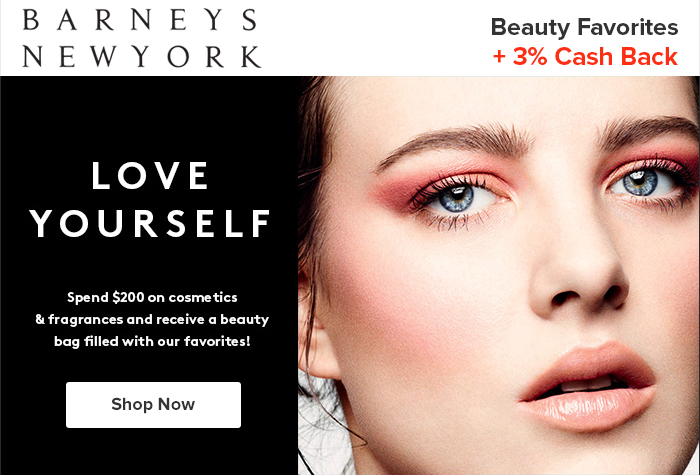 BARNEYS
NEWYORK
Beauty Favorites
+ 3% Cash Back
LOVE
YOURSELF
Spend $200 on cosmetics
& fragrances and receive a beauty
bag filled with our favorites!
Shop Now